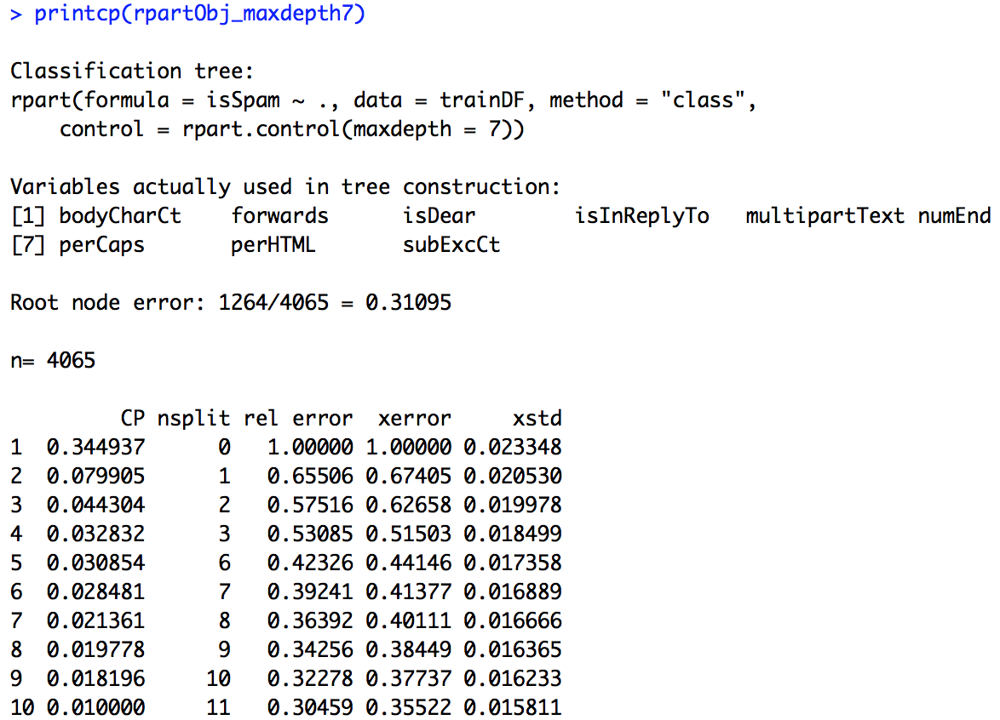 > printcp(rpartObj_maxdepth7)
Classification tree:
rpart(formula = isSpam ~ ., data = trainDF, method = "class",
    control = rpart.control(maxdepth = 7))
Variables actually used in tree construction:
[1] bodyCharCt    forwards      isDear        isInReplyTo   multipartText numEnd
[7] perCaps       perHTML       subExcCt
Root node error: 1264/4065 = 0.31095
n= 4065
         CP nsplit rel error  xerror     xstd
1  0.344937      0   1.00000 1.00000 0.023348
2  0.079905      1   0.65506 0.67405 0.020530
3  0.044304      2   0.57516 0.62658 0.019978
4  0.032832      3   0.53085 0.51503 0.018499
5  0.030854      6   0.42326 0.44146 0.017358
6  0.028481      7   0.39241 0.41377 0.016889
7  0.021361      8   0.36392 0.40111 0.016666
8  0.019778      9   0.34256 0.38449 0.016365
9  0.018196     10   0.32278 0.37737 0.016233
10 0.010000     11   0.30459 0.35522 0.015811